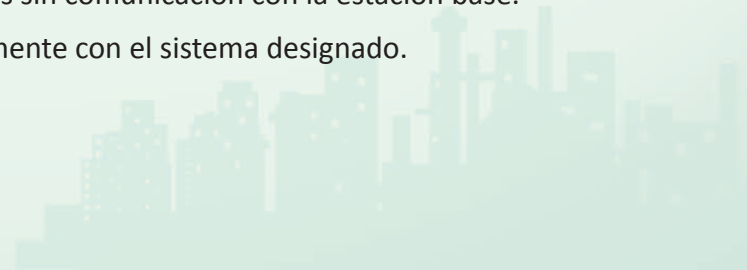 s sin comunicación con la estación base.
mente con el sistema designado.